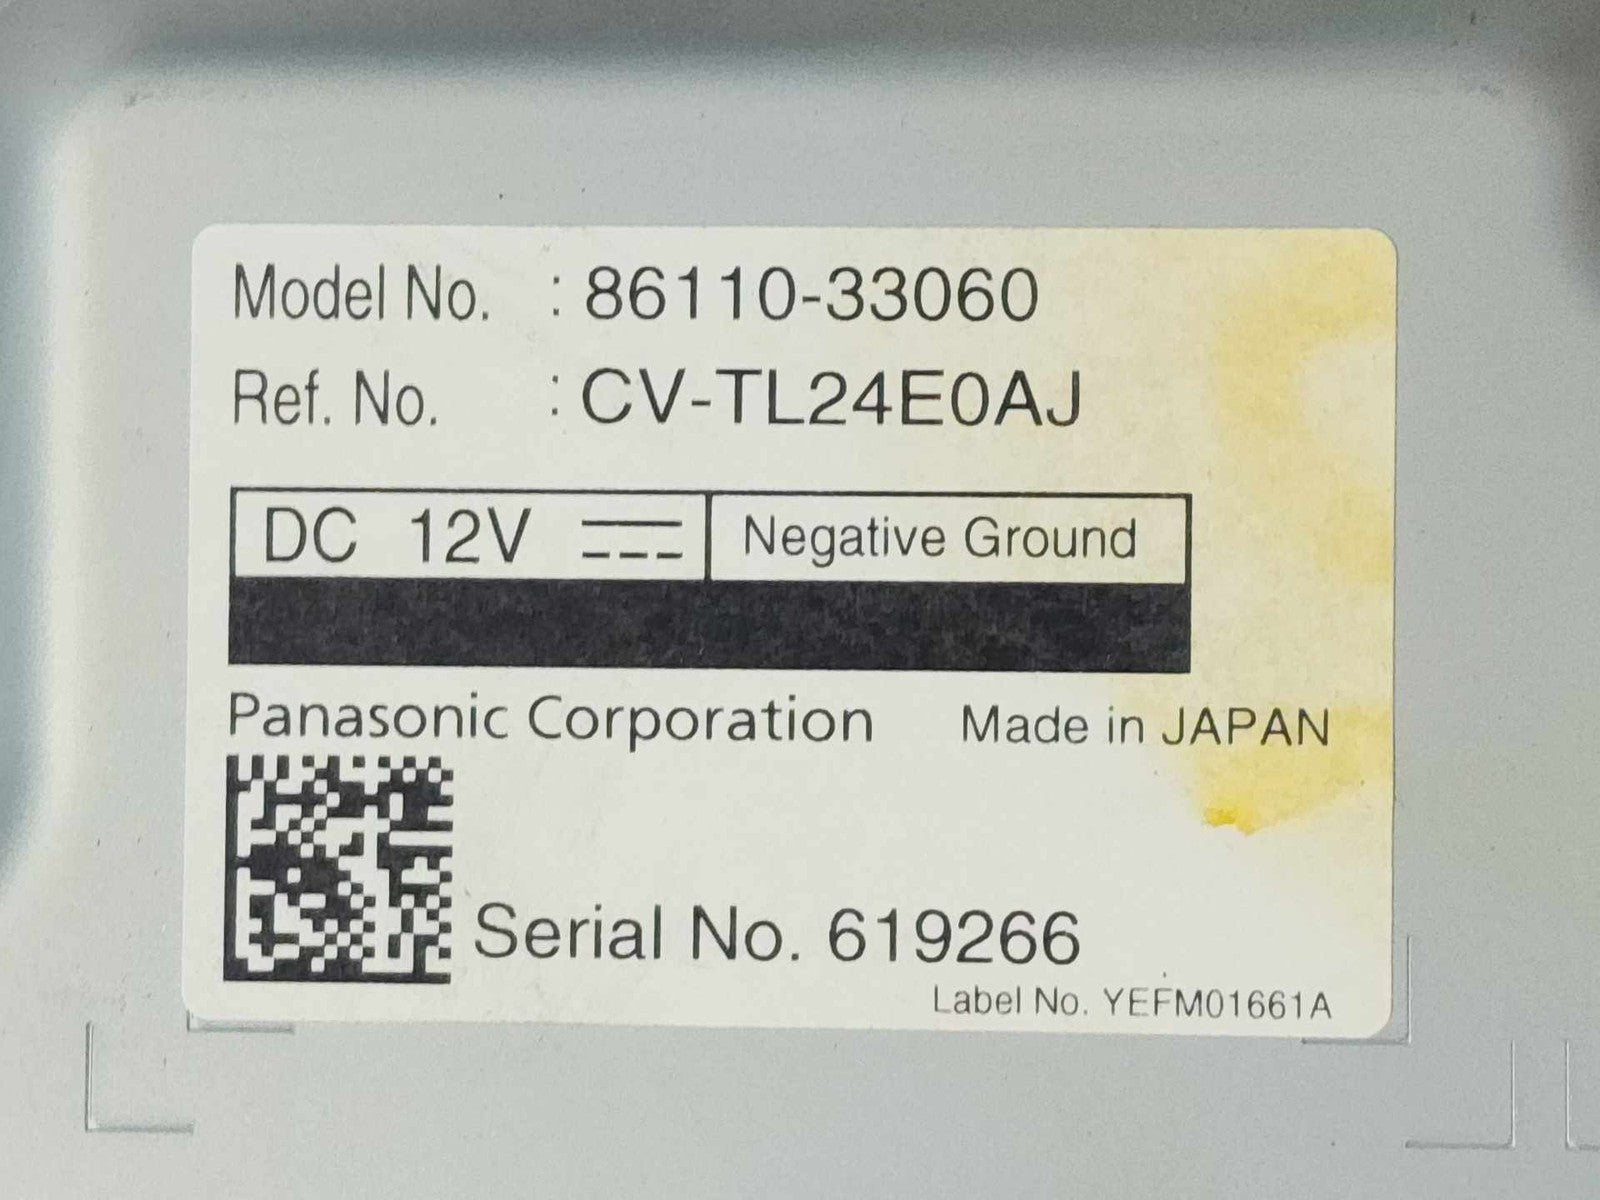 Model No. : 86110-33060
Ref. No. : CV-TL24E0AJ
DC 12V Negative Ground
Panasonic Corporation Made in JAPAN
Serial No. 619266
Label No. YEFM01661A